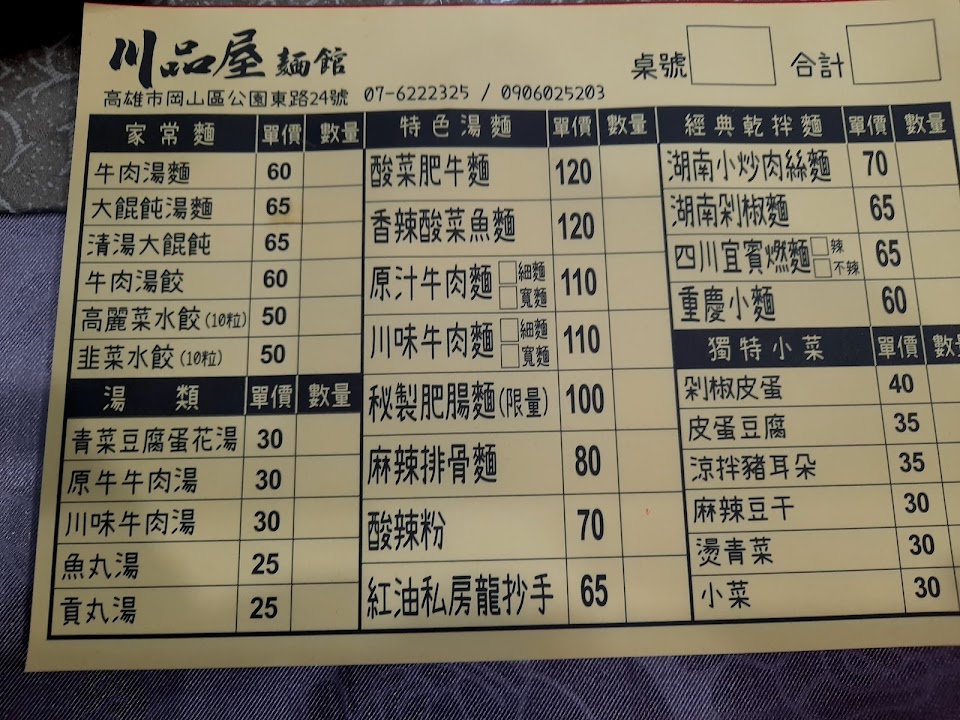 川品屋 麵館
桌號 合計
高雄市岡山區公園東路24號 07-6222325 / 0906025203
家常麵 單價 數量
牛肉湯麵 60
大餛飩湯麵 65
清湯大餛飩 65
牛肉湯餃 60
高麗菜水餃(10粒) 50
韭菜水餃(10粒) 50
湯類 單價 數量
青菜豆腐蛋花湯 30
原牛牛肉湯 30
川味牛肉湯 30
魚丸湯 25
貢丸湯 25
特色湯麵 單價 數量
酸菜肥牛麵 120
香辣酸菜魚麵 120
原汁牛肉麵 細麵 寬麵 110
川味牛肉麵 細麵 寬麵 110
秘製肥腸麵(限量) 100
麻辣排骨麵 80
酸辣粉 70
紅油私房龍抄手 65
經典乾拌麵 單價 數量
湖南小炒肉絲麵 70
湖南剁椒麵 65
四川宜賓燃麵 辣 不辣 65
重慶小麵 60
獨特小菜 單價 數量
剁椒皮蛋 40
皮蛋豆腐 35
涼拌豬耳朵 35
麻辣豆干 30
燙青菜 30
小菜 30